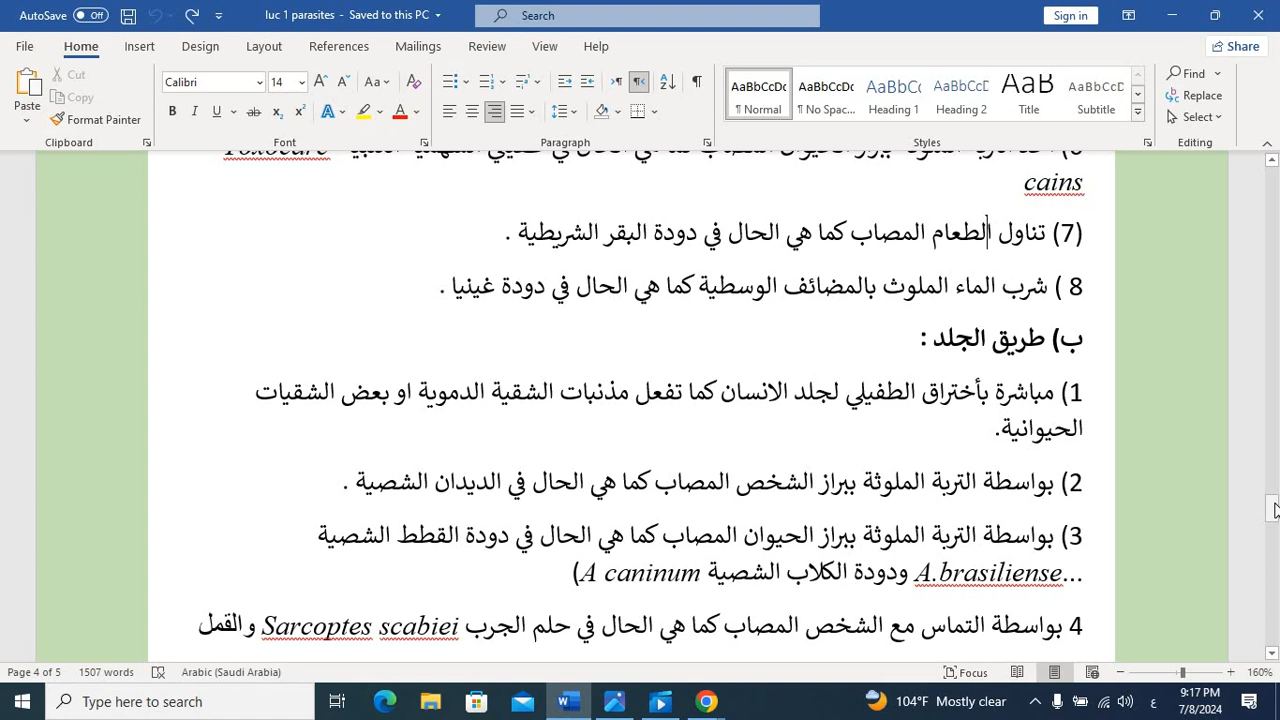 AutoSave Off luc 1 parasites - Saved to this PC Search Sign in
File Home Insert Draw Design Layout References Mailings Review View Help Share
Paste Cut Copy Format Painter Calibri 14 Find Replace Select
AaBbCcDc AaBbCcDc AaBbCc AaBbCcD AaB AaBbCcD
¶ Normal ¶ No Spac... Heading 1 Heading 2 Title Subtitle
Clipboard Font Paragraph Styles Editing
cains
(7) تناول الطعام المصاب كما هي الحال في دودة البقر الشريطية .
8 ) شرب الماء الملوث بالمضائف الوسطية كما هي الحال في دودة غينيا .
ب) طريق الجلد :
1) مباشرة بأختراق الطفيلي لجلد الانسان كما تفعل مذنبات الشقية الدموية او بعض الشقيات
الحيوانية.
2) بواسطة التربة الملوثة ببراز الشخص المصاب كما هي الحال في الديدان الشصية .
3) بواسطة التربة الملوثة ببراز الحيوان المصاب كما هي الحال في دودة القطط الشصية
...A.brasiliense ودودة الكلاب الشصية A caninum)
4 بواسطة التماس مع الشخص المصاب كما هي الحال في حلم الجرب Sarcoptes scabiei والقمل
Page 4 of 5 1507 words Arabic (Saudi Arabia) Focus 160%
Type here to search 104°F Mostly clear ع 9:17 PM
7/8/2024